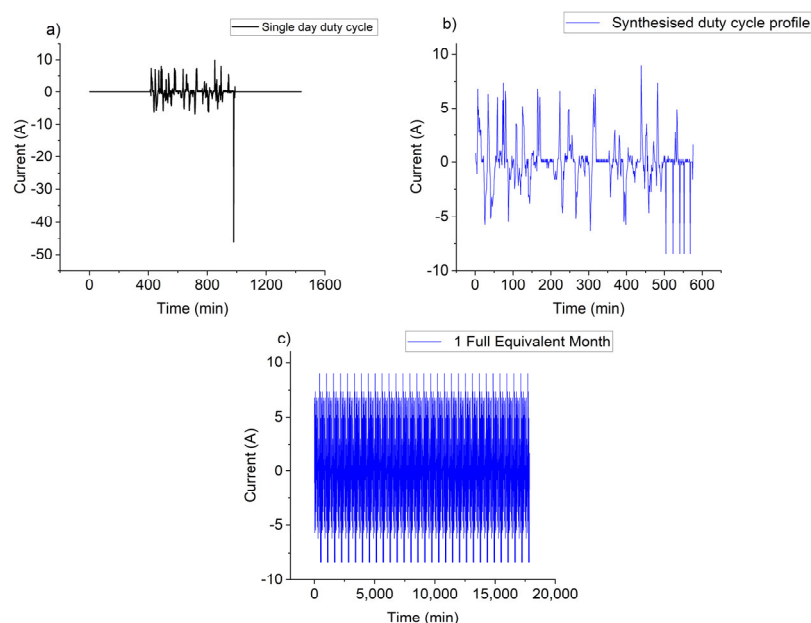 a)
Single day duty cycle
10
0
-10
-20
-30
-40
-50
Current (A)
0
400
800
1200
1600
Time (min)
b)
Synthesised duty cycle profile
10
5
0
-5
-10
Current (A)
0
100
200
300
400
500
600
Time (min)
c)
1 Full Equivalent Month
10
5
0
-5
-10
Current (A)
0
5,000
10,000
15,000
20,000
Time (min)